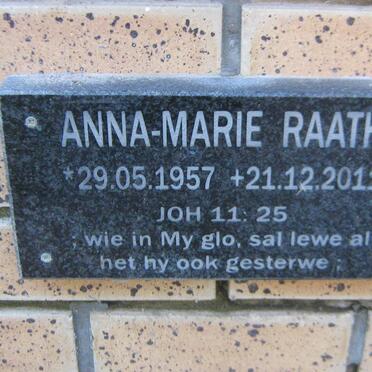 ANNA-MARIE RAATH
*29.05.1957 +21.12.201
JOH 11: 25
; wie in My glo, sal lewe al
het hy ook gesterwe ;